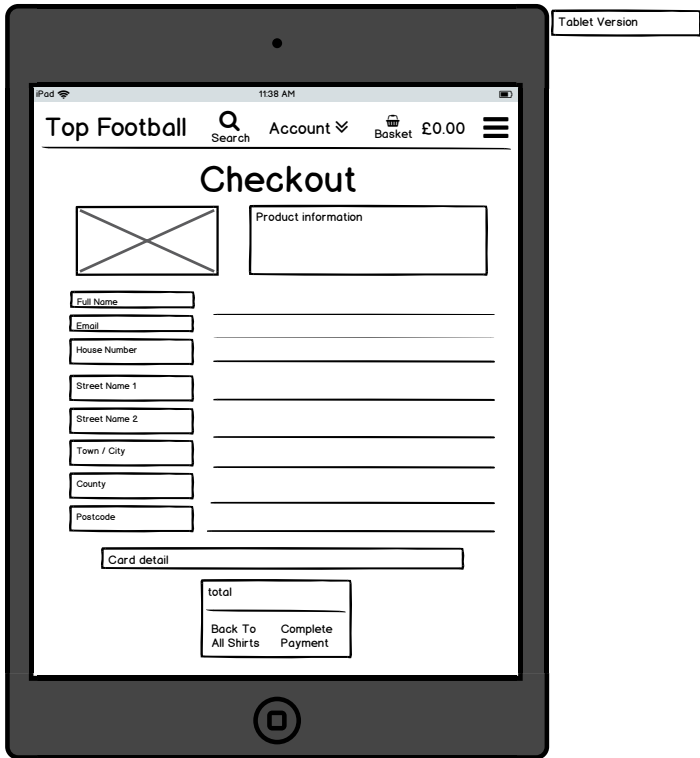 Tablet Version
iPad 11:38 AM
Top Football Search Account Basket £0.00
Checkout
Product information
Full Name
Email
House Number
Street Name 1
Street Name 2
Town / City
County
Postcode
Card detail
total
Back To Complete
All Shirts Payment